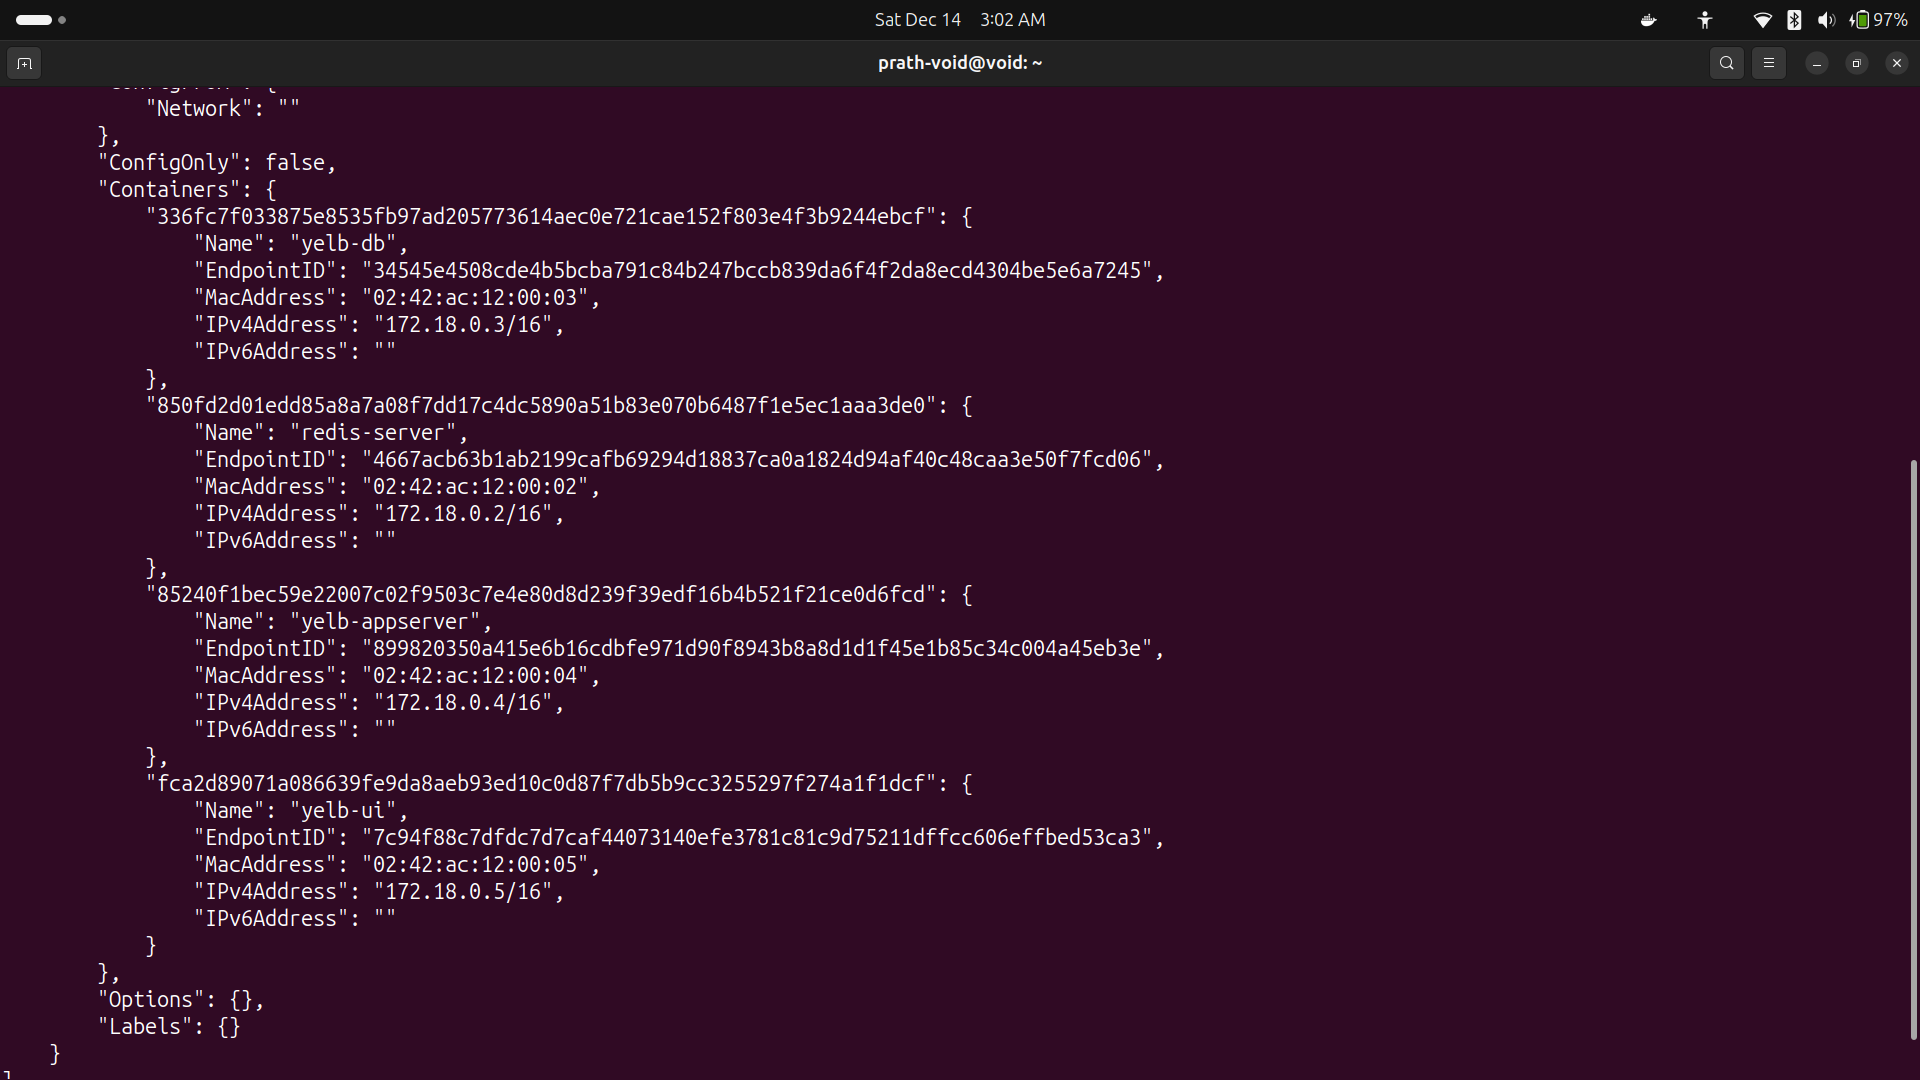 Sat Dec 14 3:02 AM
97%
prath-void@void: ~
"Network": ""
},
"ConfigOnly": false,
"Containers": {
"336fc7f033875e8535fb97ad205773614aec0e721cae152f803e4f3b9244ebcf": {
"Name": "yelb-db",
"EndpointID": "34545e4508cde4b5bcba791c84b247bccb839da6f4f2da8ecd4304be5e6a7245",
"MacAddress": "02:42:ac:12:00:03",
"IPv4Address": "172.18.0.3/16",
"IPv6Address": ""
},
"850fd2d01edd85a8a7a08f7dd17c4dc5890a51b83e070b6487f1e5ec1aaa3de0": {
"Name": "redis-server",
"EndpointID": "4667acb63b1ab2199cafb69294d18837ca0a1824d94af40c48caa3e50f7fcd06",
"MacAddress": "02:42:ac:12:00:02",
"IPv4Address": "172.18.0.2/16",
"IPv6Address": ""
},
"85240f1bec59e22007c02f9503c7e4e80d8d239f39edf16b4b521f21ce0d6fcd": {
"Name": "yelb-appserver",
"EndpointID": "899820350a415e6b16cdbfe971d90f8943b8a8d1d1f45e1b85c34c004a45eb3e",
"MacAddress": "02:42:ac:12:00:04",
"IPv4Address": "172.18.0.4/16",
"IPv6Address": ""
},
"fca2d89071a086639fe9da8aeb93ed10c0d87f7db5b9cc3255297f274a1f1dcf": {
"Name": "yelb-ui",
"EndpointID": "7c94f88c7dfdc7d7caf44073140efe3781c81c9d75211dffcc606effbed53ca3",
"MacAddress": "02:42:ac:12:00:05",
"IPv4Address": "172.18.0.5/16",
"IPv6Address": ""
}
},
"Options": {},
"Labels": {}
}